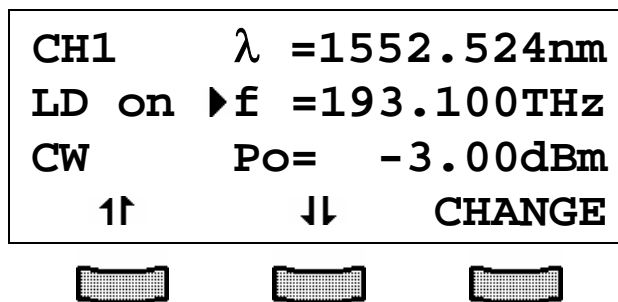 CH1 λ =1552.524nm
LD on ▶f =193.100THz
CW Po= -3.00dBm
↿↾ ⇃⇂ CHANGE